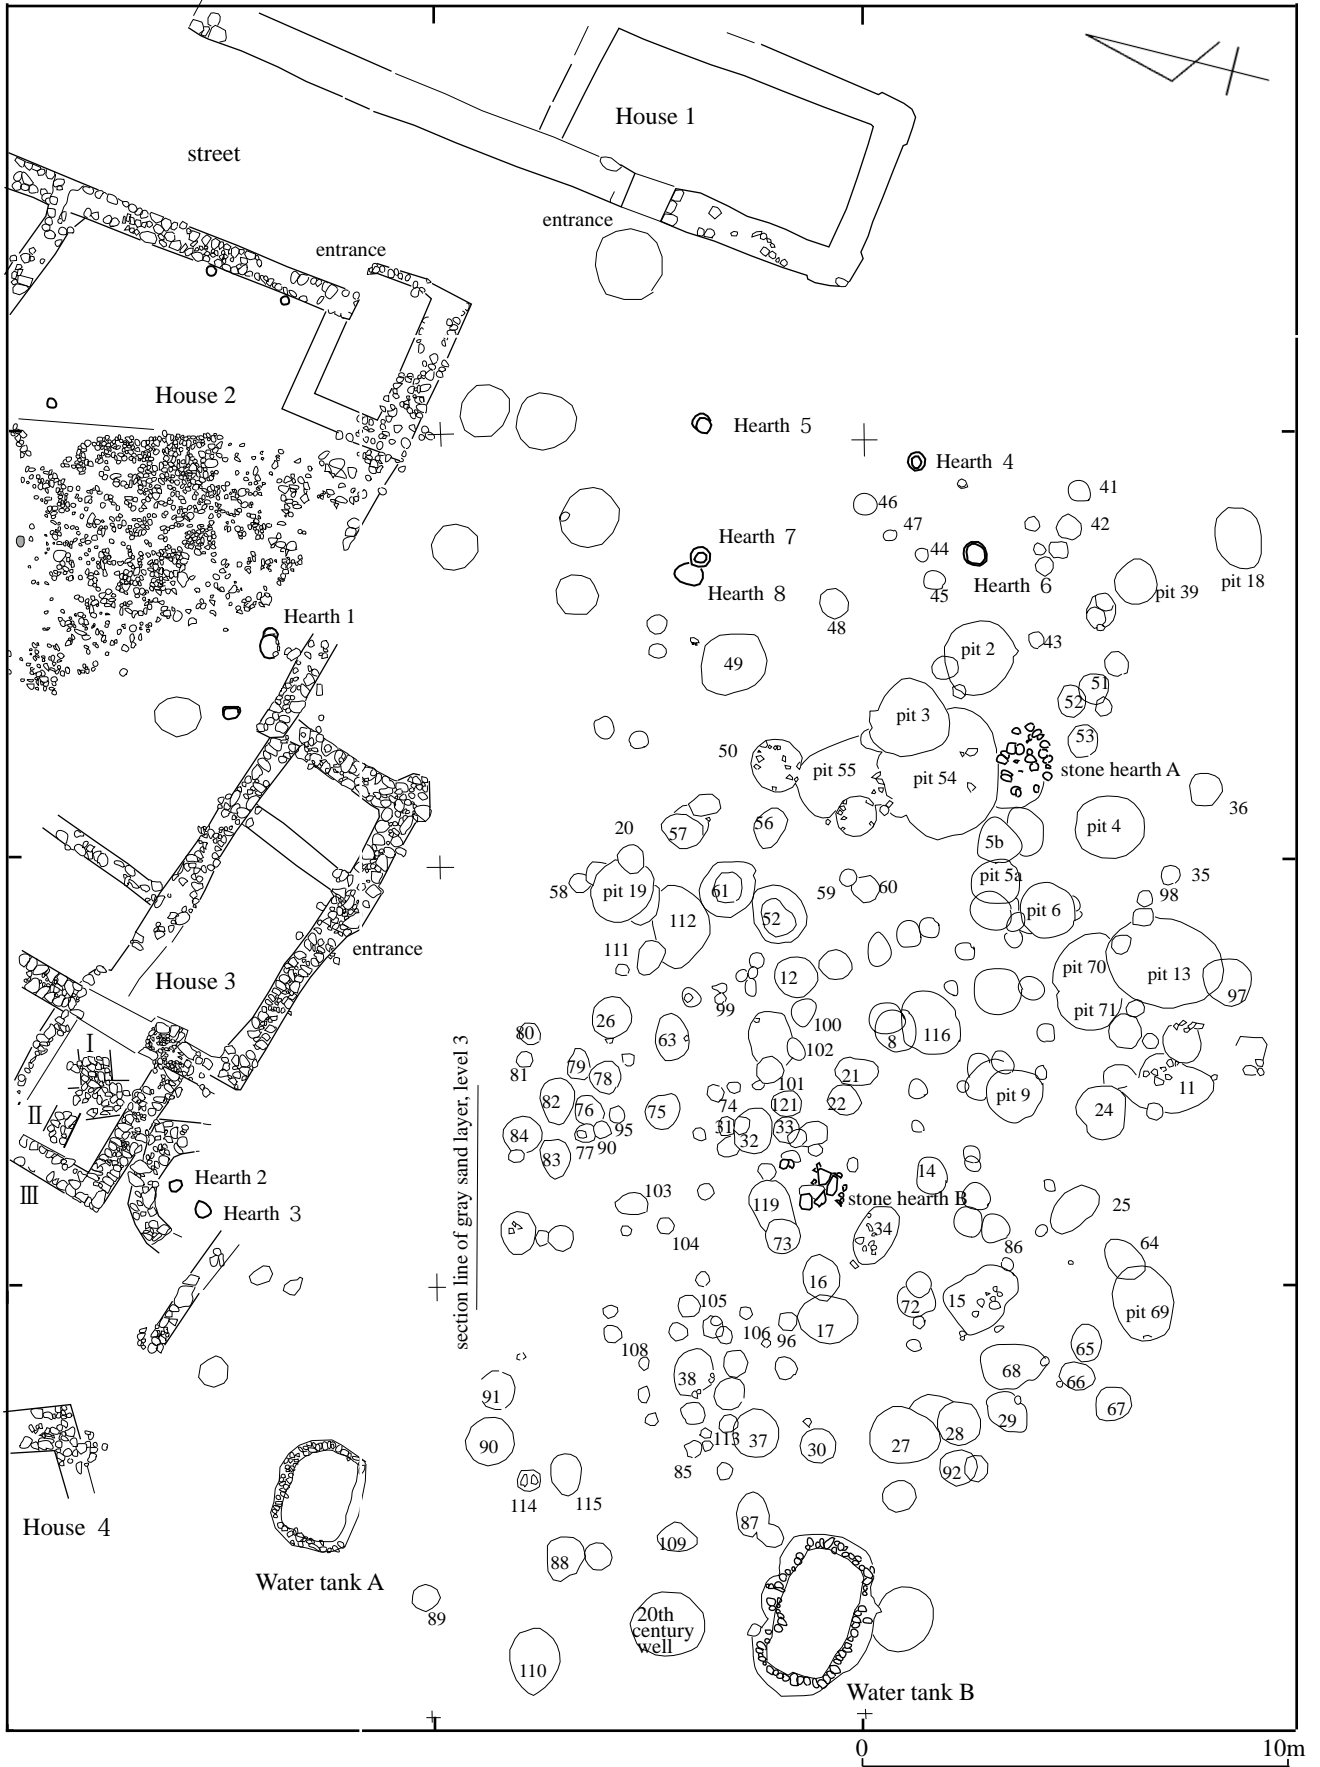 House 1
street
entrance
entrance
House 2
Hearth 5
Hearth 4
41
46
47
42
Hearth 7
44
Hearth 6
pit 18
pit 39
45
Hearth 8
48
Hearth 1
43
pit 2
49
51
52
pit 3
53
50
pit 55
pit 54
stone hearth A
36
20
57
56
5b
pit 4
58
pit 19
61
59
60
pit 5a
35
98
112
52
pit 6
entrance
111
House 3
12
pit 70
pit 13
97
99
pit 71
26
100
80
63
8
116
I
102
79
81
78
21
101
pit 9
11
82
76
75
74
121
22
24
95
31
33
84
32
77
90
83
II
14
Hearth 2
III
103
119
stone hearth B
25
Hearth 3
34
104
73
86
64
section line of gray sand layer, level 3
16
105
72
15
pit 69
17
106
96
108
65
38
68
66
91
67
29
90
113
37
30
27
28
85
92
114
115
House 4
87
109
88
Water tank A
89
20th
century
well
110
Water tank B
0
10m